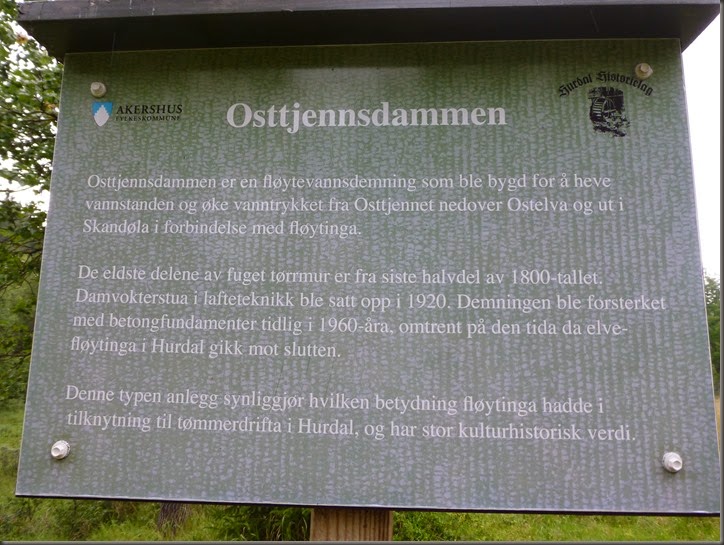 AKERSHUS
FYLKESKOMMUNE
Hurdal Historielag
Osttjennsdammen
Osttjennsdammen er en fløytevannsdemning som ble bygd for å heve
vannstanden og øke vanntrykket fra Osttjennet nedover Ostelva og ut i
Skandøla i forbindelse med fløytinga.
De eldste delene av fuget tørrmur er fra siste halvdel av 1800-tallet.
Damvokterstua i lafteteknikk ble satt opp i 1920. Demningen ble forsterket
med betongfundamenter tidlig i 1960-åra, omtrent på den tida da elve-
fløytinga i Hurdal gikk mot slutten.
Denne typen anlegg synliggjør hvilken betydning fløytinga hadde i
tilknytning til tømmerdrifta i Hurdal, og har stor kulturhistorisk verdi.